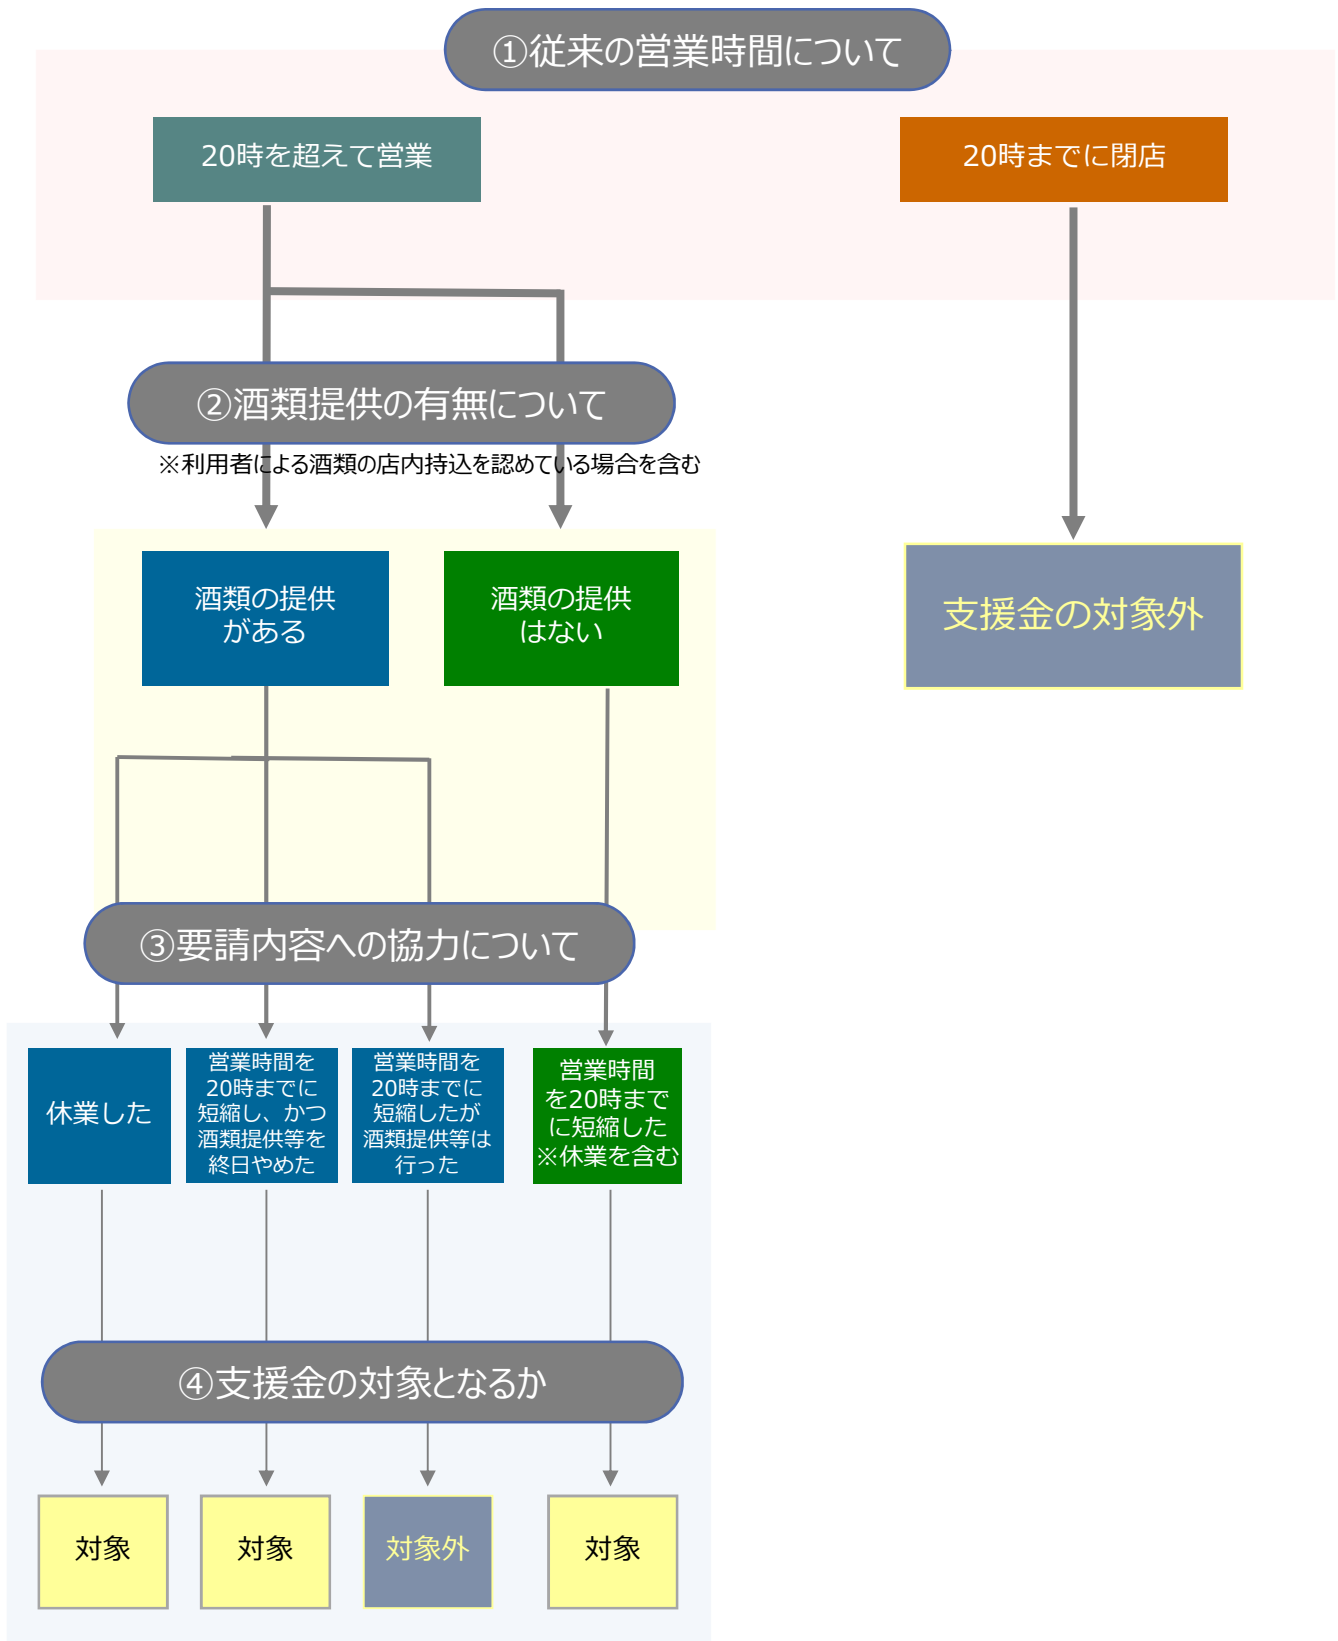 ①従来の営業時間について
20時を超えて営業
20時までに閉店
②酒類提供の有無について
※利用者による酒類の店内持込を認めている場合を含む
酒類の提供
がある
酒類の提供
はない
支援金の対象外
③要請内容への協力について
休業した
営業時間を
20時までに
短縮し、かつ
酒類提供等を
終日やめた
営業時間を
20時までに
短縮したが
酒類提供等は
行った
営業時間
を20時まで
に短縮した
※休業を含む
④支援金の対象となるか
対象
対象
対象外
対象